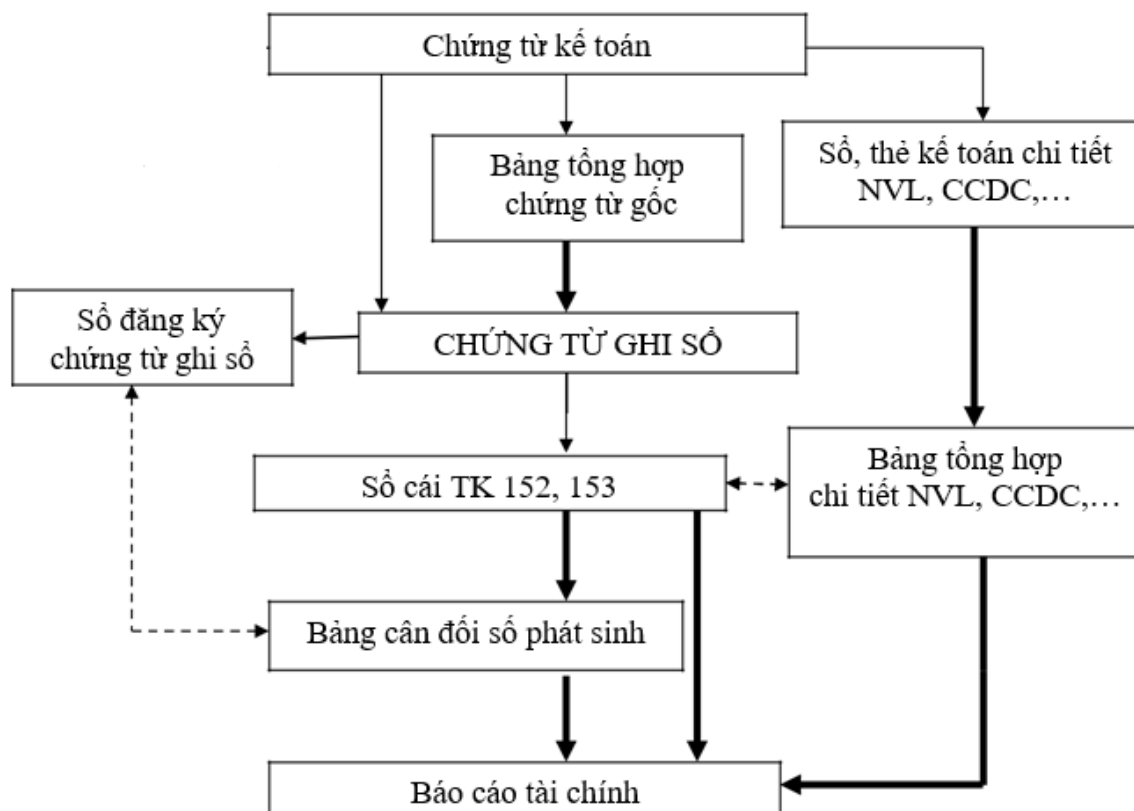 Chứng từ kế toán
Bảng tổng hợp
chứng từ gốc
Sổ, thẻ kế toán chi tiết
NVL, CCDC,…
Sổ đăng ký
chứng từ ghi sổ
CHỨNG TỪ GHI SỔ
Sổ cái TK 152, 153
Bảng tổng hợp
chi tiết NVL, CCDC,…
Bảng cân đối số phát sinh
Báo cáo tài chính